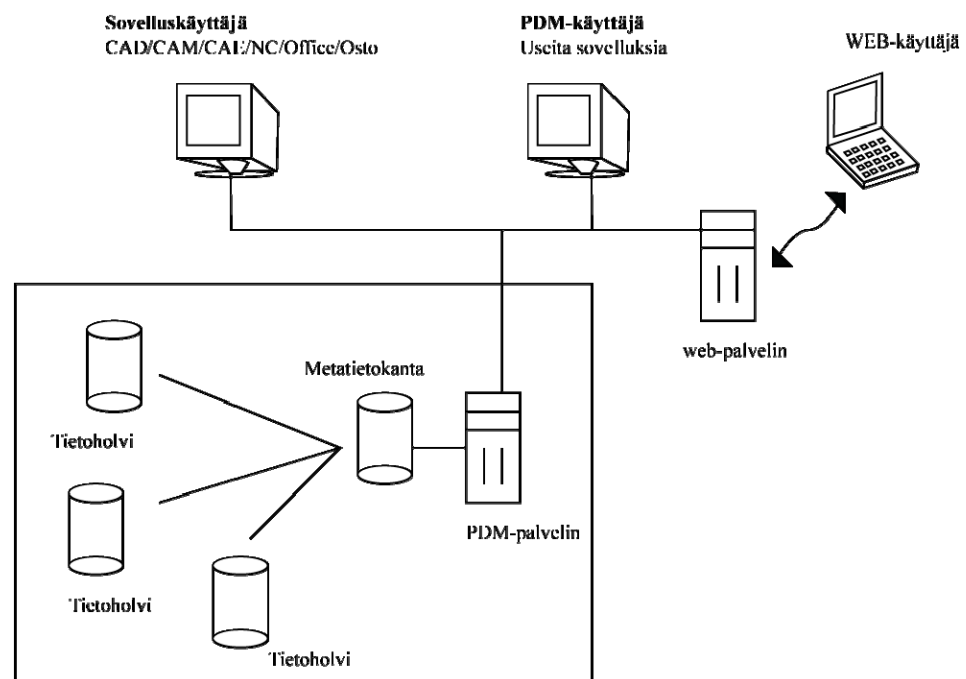 Sovelluskäyttäjä
CAD/CAM/CAE/NC/Office/Osto
PDM-käyttäjä
Useita sovelluksia
WEB-käyttäjä
web-palvelin
Metatietokanta
Tietoholvi
PDM-palvelin
Tietoholvi
Tietoholvi